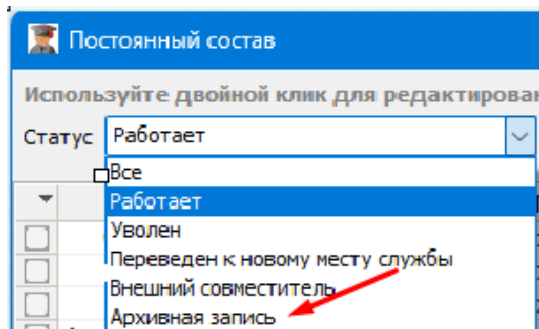 Постоянный состав
Используйте двойной клик для редактирова
Статус Работает
Все
Работает
Уволен
Переведен к новому месту службы
Внешний совместитель
Архивная запись